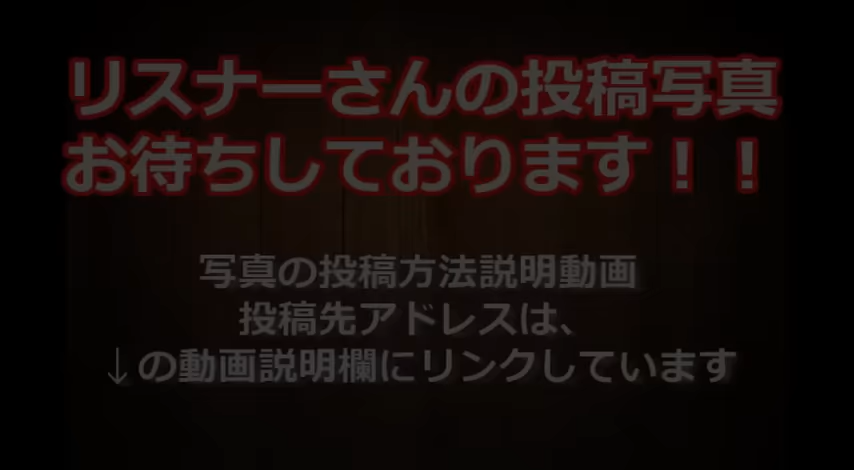 リスナーさんの投稿写真
お待ちしております！！
写真の投稿方法説明動画
投稿先アドレスは、
↓の動画説明欄にリンクしています